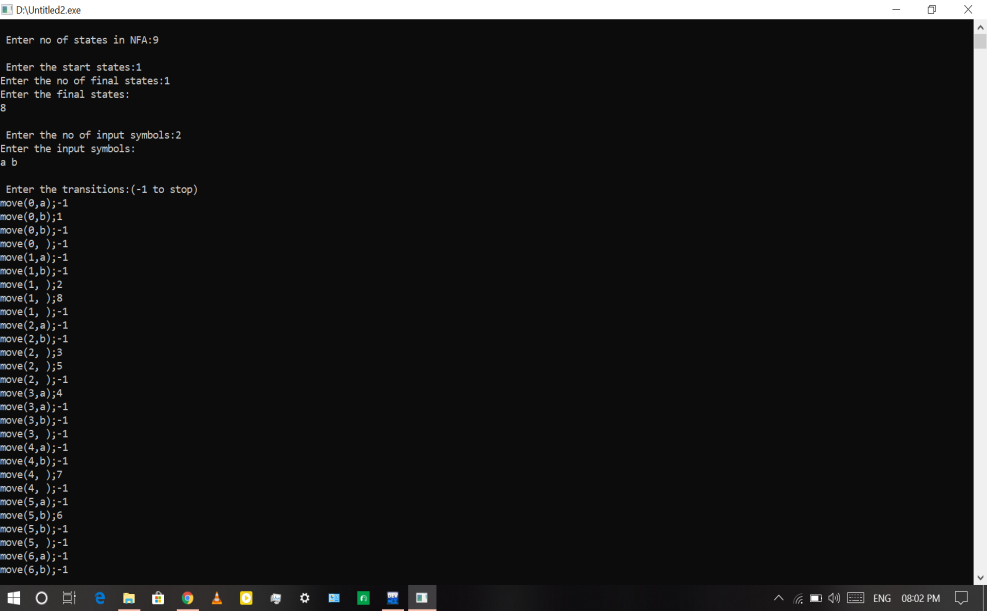 D:\Untitled2.exe
Enter no of states in NFA:9
Enter the start states:1
Enter the no of final states:1
Enter the final states:
8
Enter the no of input symbols:2
Enter the input symbols:
a b
Enter the transitions:(-1 to stop)
move(0,a);-1
move(0,b);1
move(0,b);-1
move(0, );-1
move(1,a);-1
move(1,b);-1
move(1, );2
move(1, );8
move(1, );-1
move(2,a);-1
move(2,b);-1
move(2, );3
move(2, );5
move(2, );-1
move(3,a);4
move(3,a);-1
move(3,b);-1
move(3, );-1
move(4,a);-1
move(4,b);-1
move(4, );7
move(4, );-1
move(5,a);-1
move(5,b);6
move(5,b);-1
move(5, );-1
move(6,a);-1
move(6,b);-1
ENG 08:02 PM